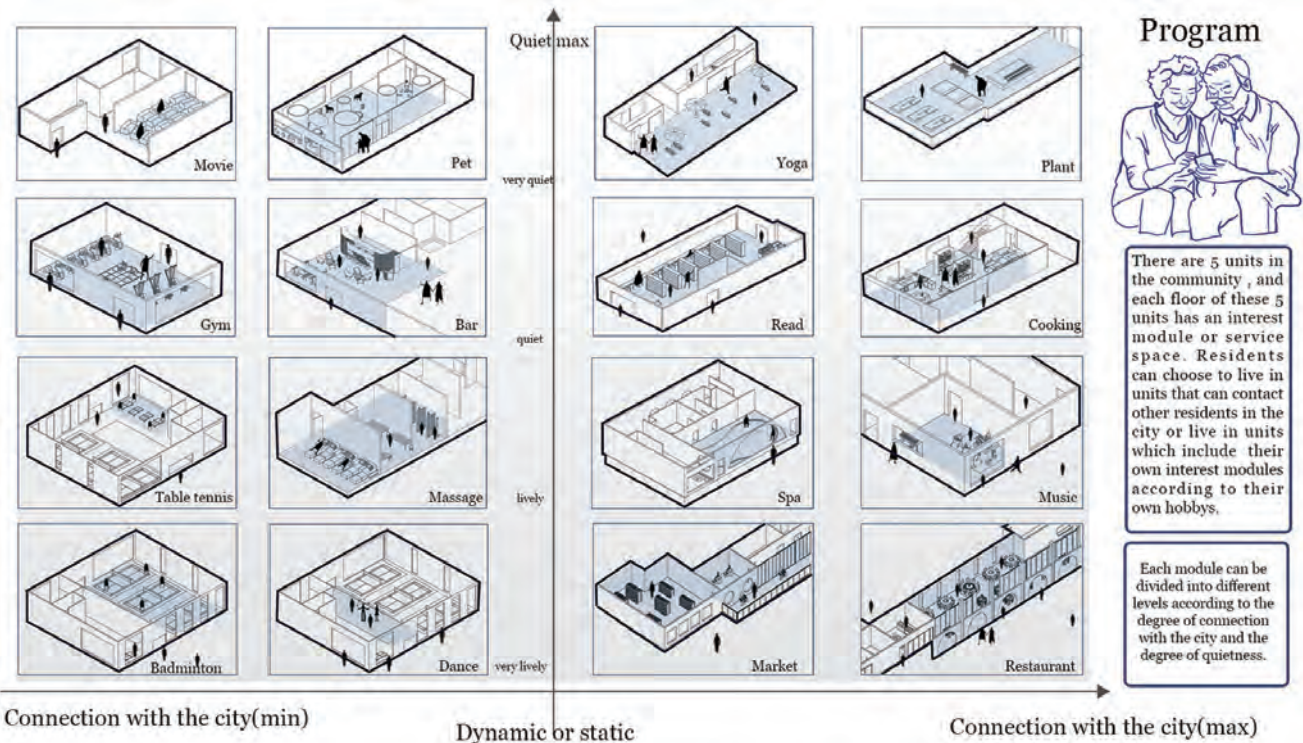 Quiet max
Program
Movie
Pet
Yoga
Plant
very quiet
Gym
Bar
Read
Cooking
quiet
Table tennis
Massage
Spa
Music
lively
Badminton
Dance
Market
Restaurant
very lively
There are 5 units in
the community , and
each floor of these 5
units has an interest
module or service
space. Residents
can choose to live in
units that can contact
other residents in the
city or live in units
which include their
own interest modules
according to their
own hobbys.
Each module can be
divided into different
levels according to the
degree of connection
with the city and the
degree of quietness.
Connection with the city(min)
Dynamic or static
Connection with the city(max)